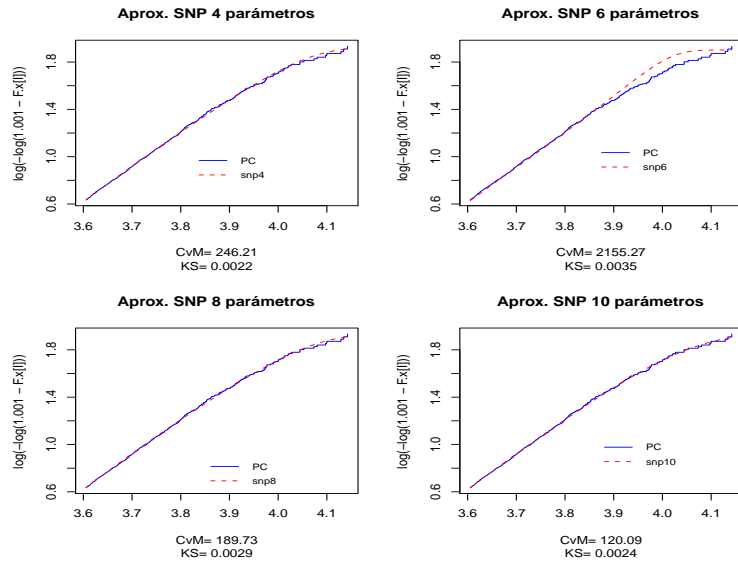 Aprox. SNP 4 parámetros
log(−log(1.001 − F.x[I]))
1.8
1.4
1.0
0.6
PC
snp4
3.6 3.7 3.8 3.9 4.0 4.1
CvM= 246.21
KS= 0.0022
Aprox. SNP 6 parámetros
log(−log(1.001 − F.x[I]))
1.8
1.4
1.0
0.6
PC
snp6
3.6 3.7 3.8 3.9 4.0 4.1
CvM= 2155.27
KS= 0.0035
Aprox. SNP 8 parámetros
log(−log(1.001 − F.x[I]))
1.8
1.4
1.0
0.6
PC
snp8
3.6 3.7 3.8 3.9 4.0 4.1
CvM= 189.73
KS= 0.0029
Aprox. SNP 10 parámetros
log(−log(1.001 − F.x[I]))
1.8
1.4
1.0
0.6
PC
snp10
3.6 3.7 3.8 3.9 4.0 4.1
CvM= 120.09
KS= 0.0024